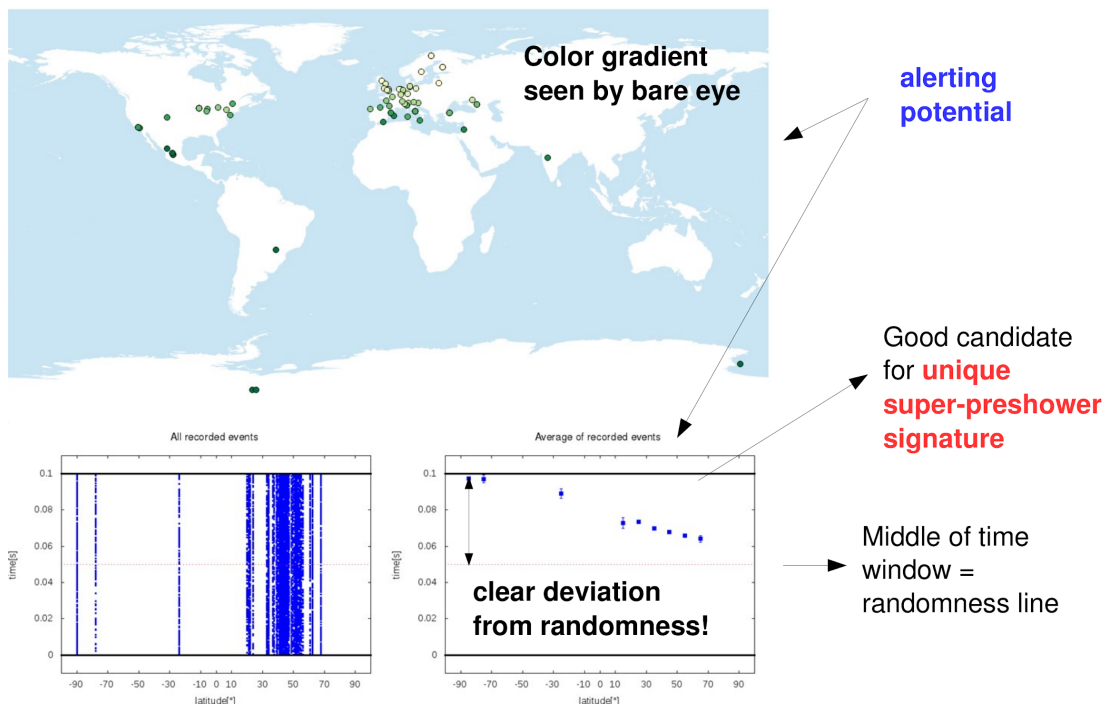 Color gradient
seen by bare eye
alerting
potential
Good candidate
for unique
super-preshower
signature
All recorded events
time[s]
0.1
0.08
0.06
0.04
0.02
0
-90 -70 -50 -30 -10 0 10 30 50 70 90
latitude[°]
Average of recorded events
time[s]
0.1
0.08
0.06
0.04
0.02
0
clear deviation
from randomness!
-90 -70 -50 -30 -10 0 10 30 50 70 90
latitude[°]
Middle of time
window =
randomness line